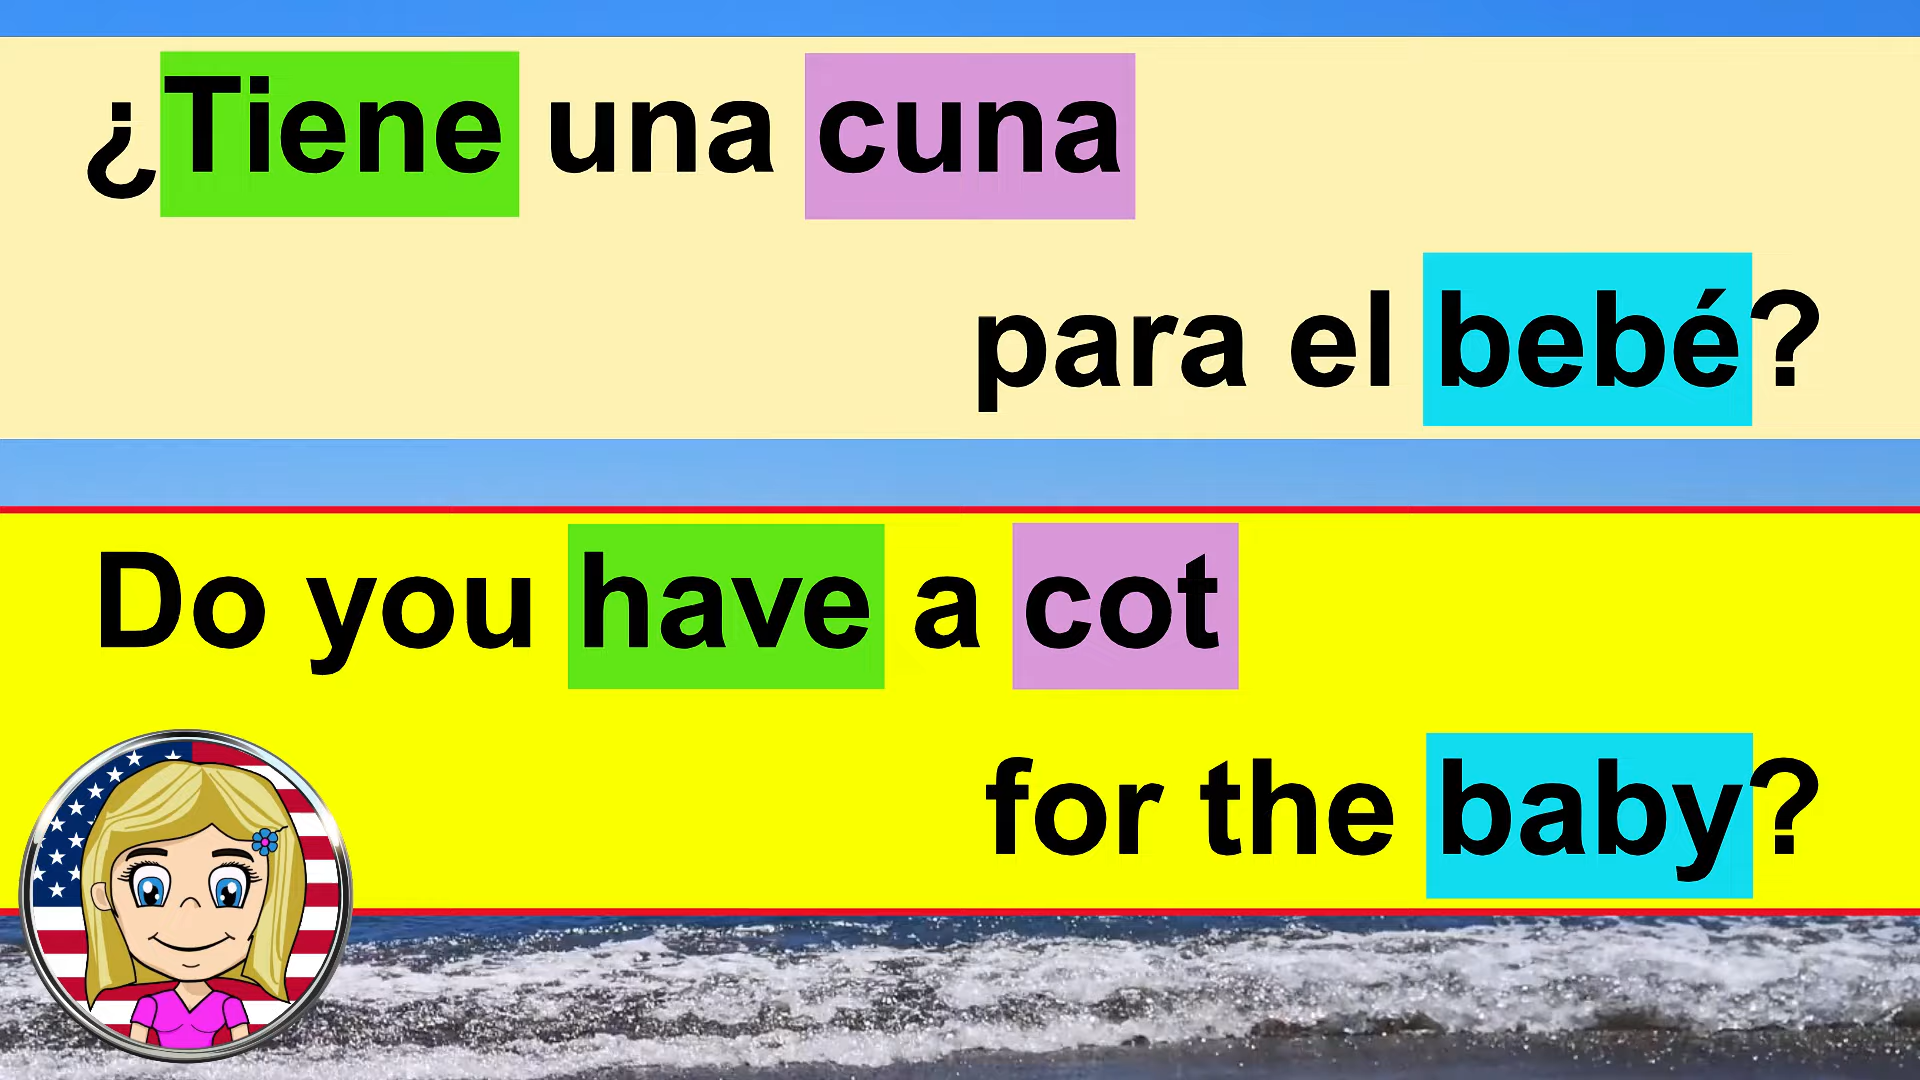 ¿Tiene una cuna
para el bebé?
Do you have a cot
for the baby?